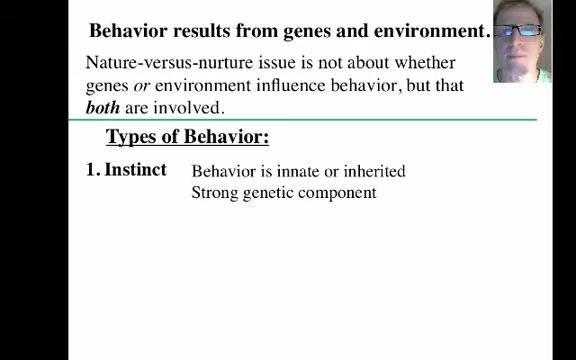 Behavior results from genes and environment.
Nature-versus-nurture issue is not about whether
genes or environment influence behavior, but that
both are involved.
Types of Behavior:
1. Instinct Behavior is innate or inherited
Strong genetic component